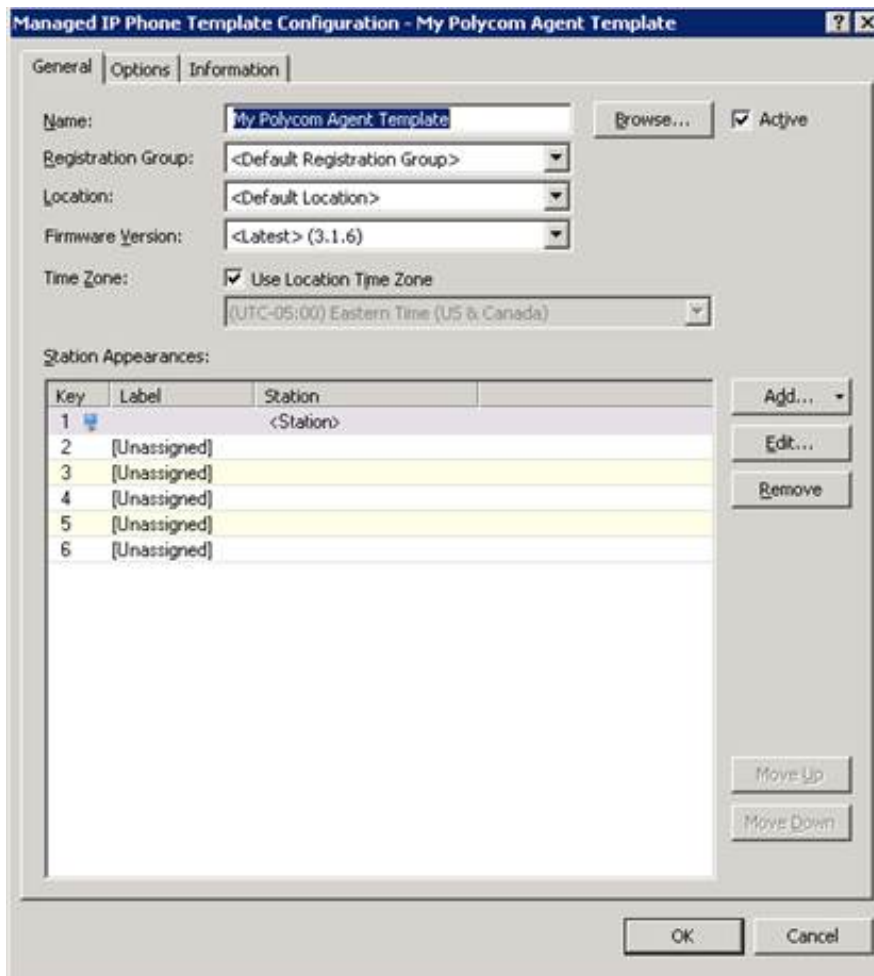 Managed IP Phone Template Configuration - My Polycom Agent Template
General Options Information
Name: My Polycom Agent Template Browse... Active
Registration Group: <Default Registration Group>
Location: <Default Location>
Firmware Version: <Latest> (3.1.6)
Time Zone: Use Location Time Zone
(UTC-05:00) Eastern Time (US & Canada)
Station Appearances:
Key Label Station Add...
1 <Station>
2 [Unassigned] Edit...
3 [Unassigned]
4 [Unassigned] Remove
5 [Unassigned]
6 [Unassigned]
Move Up
Move Down
OK Cancel